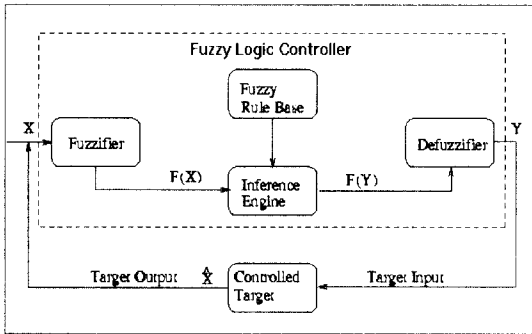 Fuzzy Logic Controller
Fuzzy
Rule Base
X
Fuzzifier
Defuzzifier
Y
F(X)
Inference
Engine
F(Y)
Target Output
X̂
Controlled
Target
Target Input